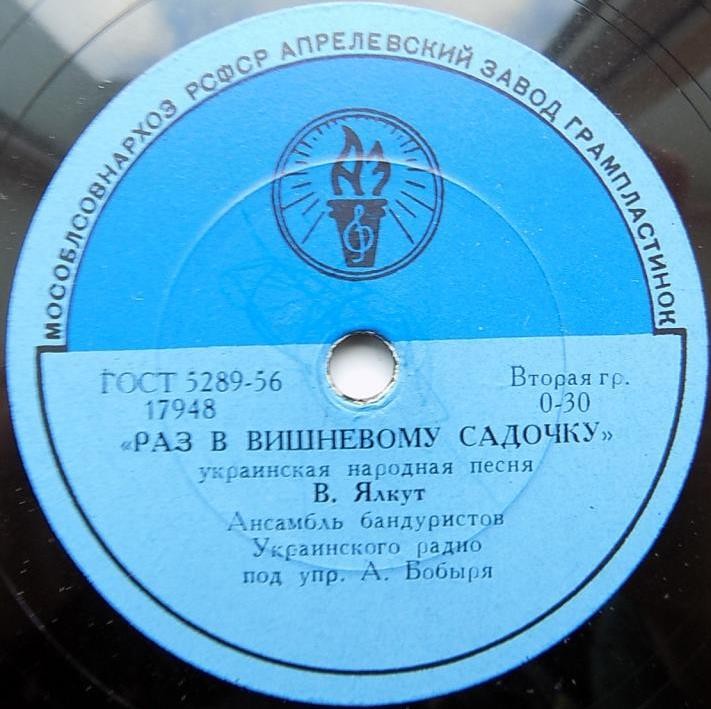 МОСОБЛСОВНАРХОЗ РСФСР АПРЕЛЕВСКИЙ ЗАВОД ГРАМПЛАСТИНОК
ГОСТ 5289-56
17948
Вторая гр.
0-30
«РАЗ В ВИШНЕВОМУ САДОЧКУ»
украинская народная песня
В. Ялкут
Ансамбль бандуристов
Украинского радио
под упр. А. Бобыря